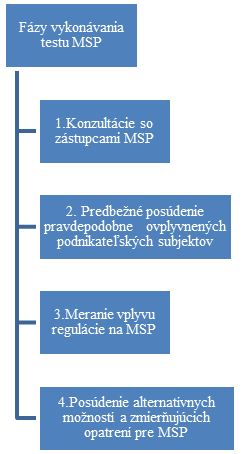 Fázy vykonávania
testu MSP
1.Konzultácie so
zástupcami MSP
2. Predbežné posúdenie
pravdepodobne ovplyvnených
podnikateľských subjektov
3.Meranie vplyvu
regulácie na MSP
4.Posúdenie alternatívnych
možností a zmierňujúcich
opatrení pre MSP